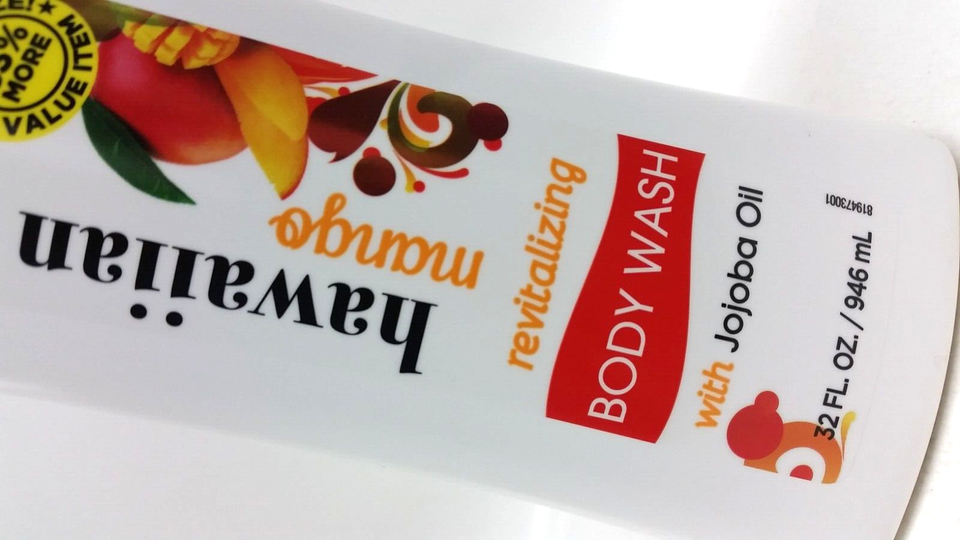 MORE
VALUE ITEM
hawaiian
mango
revitalizing
BODY WASH
with Jojoba Oil
32 FL. OZ. / 946 mL
819473001